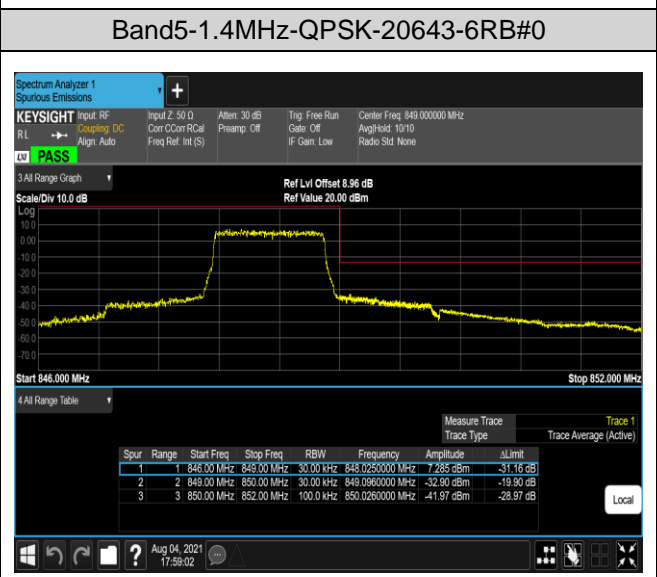 Band5-1.4MHz-QPSK-20643-6RB#0
Spectrum Analyzer 1
Spurious Emissions
KEYSIGHT Input: RF Input Z: 50 Ω Atten: 30 dB Trig: Free Run Center Freq: 849.000000 MHz
RL Coupling: DC Corr CCorr RCal Preamp: Off Gate: Off Avg|Hold: 10/10
Align: Auto Freq Ref: Int (S) IF Gain: Low Radio Std: None
LXI PASS
3 All Range Graph
Ref Lvl Offset 8.96 dB
Scale/Div 10.0 dB Ref Value 20.00 dBm
Log
10.0
0.00
-10.0
-20.0
-30.0
-40.0
-50.0
-60.0
-70.0
Start 846.000 MHz Stop 852.000 MHz
4 All Range Table
Measure Trace Trace 1
Trace Type Trace Average (Active)
Spur Range Start Freq Stop Freq RBW Frequency Amplitude ΔLimit
1 1 846.00 MHz 849.00 MHz 30.00 kHz 848.0250000 MHz 7.285 dBm -31.16 dB
2 2 849.00 MHz 850.00 MHz 30.00 kHz 849.0960000 MHz -32.90 dBm -19.90 dB
3 3 850.00 MHz 852.00 MHz 100.0 kHz 850.0260000 MHz -41.97 dBm -28.97 dB
Local
Aug 04, 2021
17:59:02